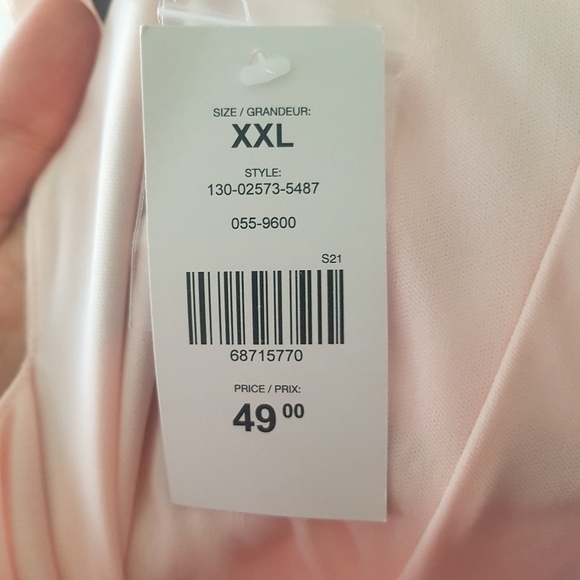 SIZE / GRANDEUR:
XXL
STYLE:
130-02573-5487
055-9600
S21
68715770
PRICE / PRIX:
49 00